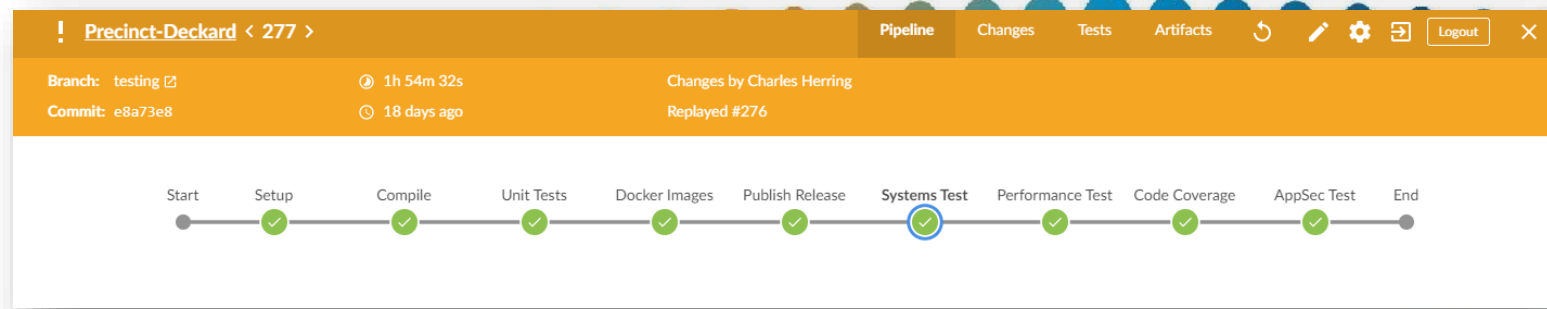 ! Precinct-Deckard < 277 > Pipeline Changes Tests Artifacts Logout
Branch: testing 1h 54m 32s Changes by Charles Herring
Commit: e8a73e8 18 days ago Replayed #276
Start Setup Compile Unit Tests Docker Images Publish Release Systems Test Performance Test Code Coverage AppSec Test End